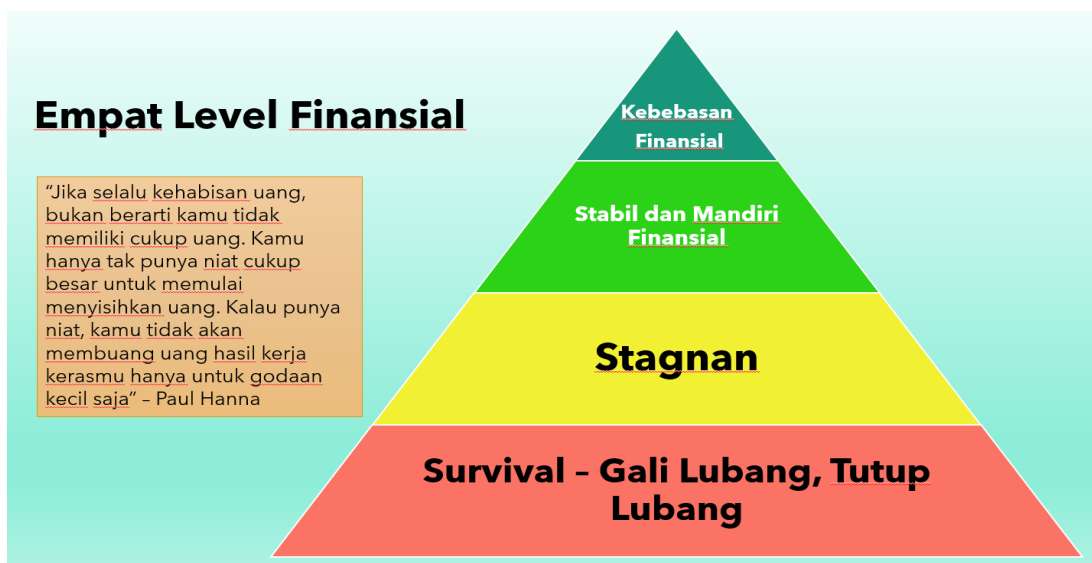 Empat Level Finansial
“Jika selalu kehabisan uang,
bukan berarti kamu tidak
memiliki cukup uang. Kamu
hanya tak punya niat cukup
besar untuk memulai
menyisihkan uang. Kalau punya
niat, kamu tidak akan
membuang uang hasil kerja
kerasmu hanya untuk godaan
kecil saja” – Paul Hanna
Kebebasan
Finansial
Stabil dan Mandiri
Finansial
Stagnan
Survival – Gali Lubang, Tutup
Lubang